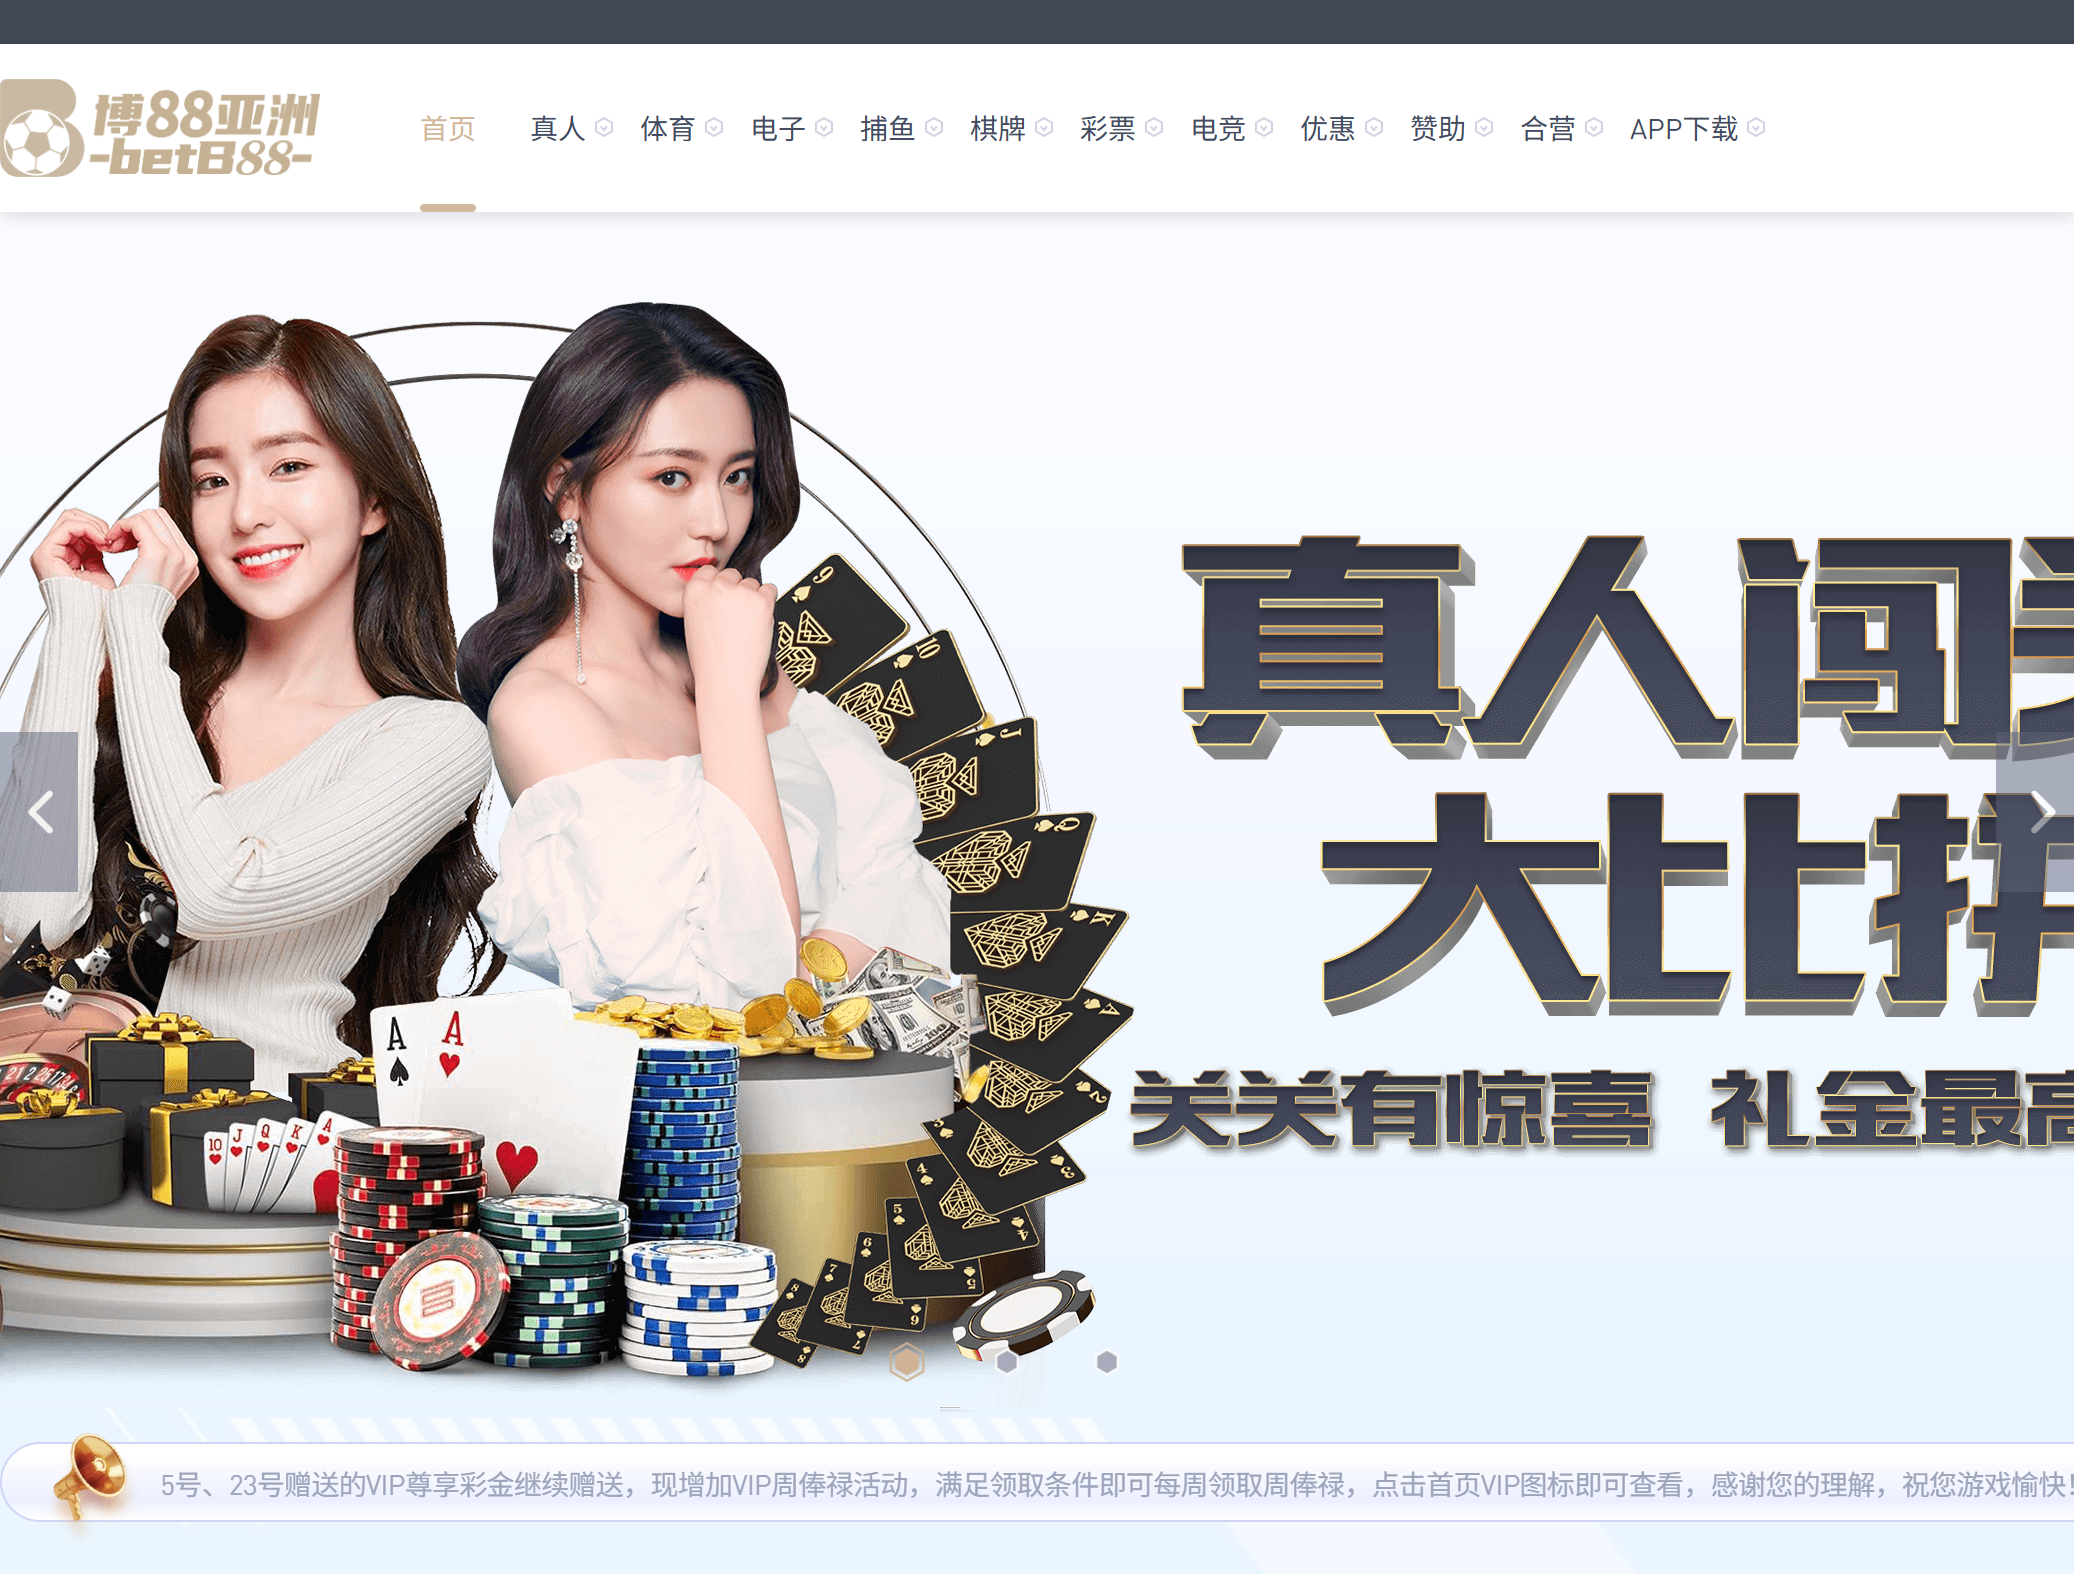 博88亚洲
-betB88-
首页 真人 体育 电子 捕鱼 棋牌 彩票 电竞 优惠 赞助 合营 APP下载
真人闯
大比拼
关关有惊喜 礼金最高
5号、23号赠送的VIP尊享彩金继续赠送，现增加VIP周俸禄活动，满足领取条件即可每周领取周俸禄，点击首页VIP图标即可查看，感谢您的理解，祝您游戏愉快!